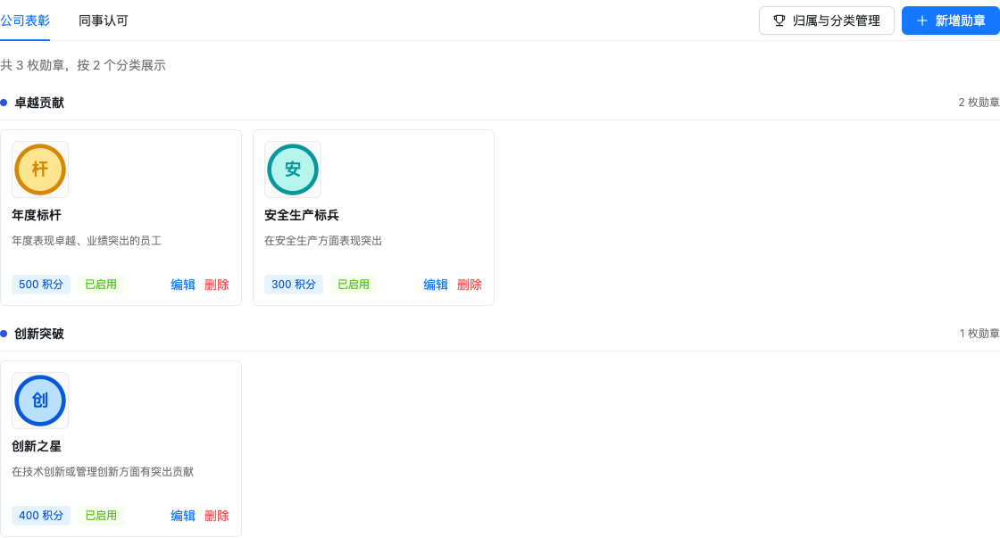 公司表彰 同事认可 归属与分类管理 新增勋章
共 3 枚勋章，按 2 个分类展示
卓越贡献 2 枚勋章
杆 安
年度标杆 安全生产标兵
年度表现卓越、业绩突出的员工 在安全生产方面表现突出
500 积分 已启用 编辑 删除 300 积分 已启用 编辑 删除
创新突破 1 枚勋章
创
创新之星
在技术创新或管理创新方面有突出贡献
400 积分 已启用 编辑 删除